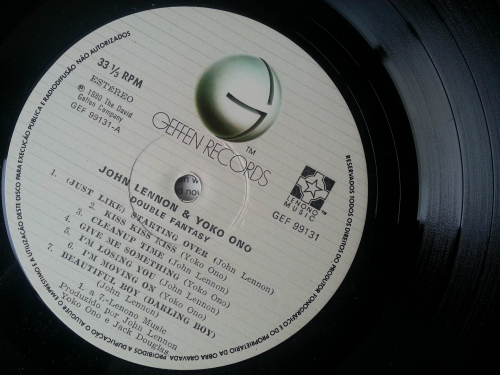 33 1/3 RPM
ESTEREO
℗ 1980 The David
Geffen Company
GEF 99131-A
G
GEFFEN RECORDS
TM
LENONO
MUSIC
TM
GEF 99131
JOHN LENNON & YOKO ONO
DOUBLE FANTASY
1. (JUST LIKE) STARTING OVER (John Lennon)
2. KISS KISS KISS (Yoko Ono)
3. CLEANUP TIME (John Lennon)
4. GIVE ME SOMETHING (Yoko Ono)
5. I'M LOSING YOU (John Lennon)
6. I'M MOVING ON (Yoko Ono)
7. BEAUTIFUL BOY (DARLING BOY)
(John Lennon)
1. a 7-Lenono Music
Produzido por John Lennon
Yoko Ono e Jack Douglas
RESERVADOS TODOS OS DIREITOS DO PRODUTOR FONOGRÁFICO E DO PROPRIETÁRIO DA OBRA GRAVADA PROIBIDOS A DUPLICAÇÃO O ALUGUER O EMPRÉSTIMO E UTILIZAÇÃO DESTE DISCO PARA EXECUÇÃO PÚBLICA E RADIODIFUSÃO NÃO AUTORIZADOS